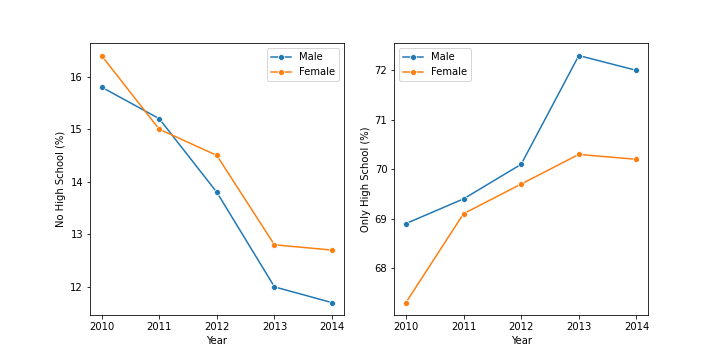 No High School (%)
16
15
14
13
12
2010 2011 2012 2013 2014
Year
Male
Female
Only High School (%)
72
71
70
69
68
2010 2011 2012 2013 2014
Year
Male
Female